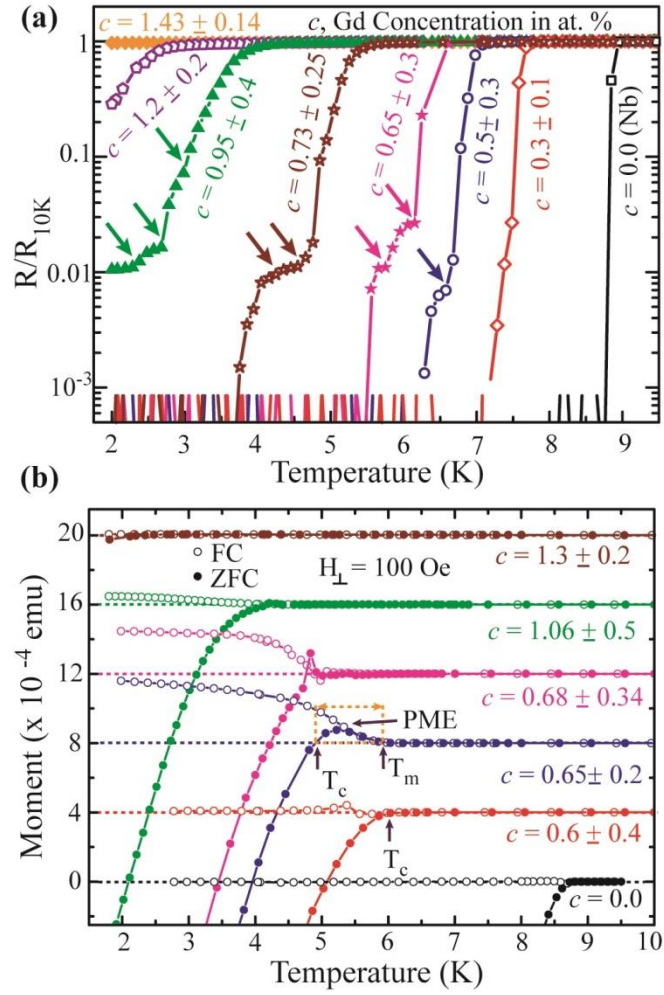 (a)
c = 1.43 ± 0.14
c, Gd Concentration in at. %
c = 1.2 ± 0.2
c = 0.95 ± 0.4
c = 0.73 ± 0.25
c = 0.65 ± 0.3
c = 0.5 ± 0.3
c = 0.3 ± 0.1
c = 0.0 (Nb)
R/R10K
1
0.1
0.01
10-3
2 3 4 5 6 7 8 9
Temperature (K)
(b)
Moment (x 10 -4 emu)
20
16
12
8
4
0
FC
ZFC
H⊥ = 100 Oe
c = 1.3 ± 0.2
c = 1.06 ± 0.5
c = 0.68 ± 0.34
PME
Tc
Tm
c = 0.65± 0.2
c = 0.6 ± 0.4
Tc
c = 0.0
2 3 4 5 6 7 8 9 10
Temperature (K)